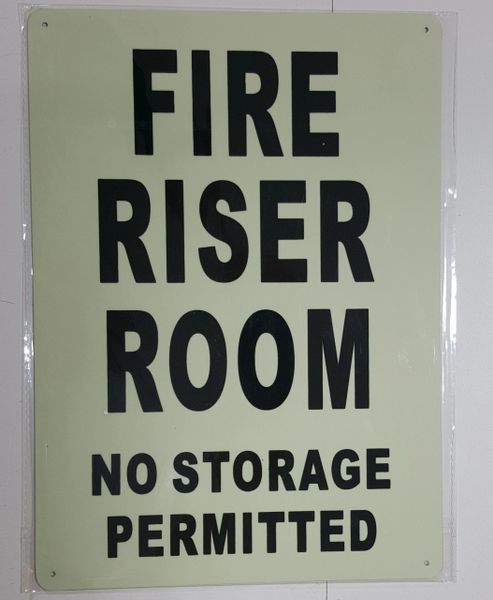 FIRE
RISER
ROOM
NO STORAGE
PERMITTED